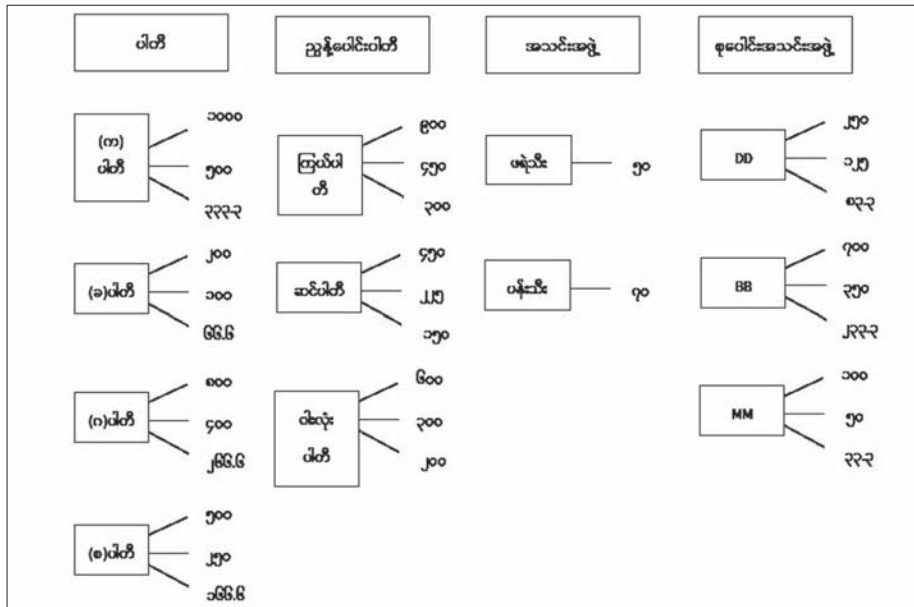 ပါတီ
ညွန့်ပေါင်းပါတီ
အသင်းအဖွဲ့
စုပေါင်းအသင်းအဖွဲ့
(က)
ပါတီ
၁၀၀၀
၅၀၀
၃၃၃.၃
(ခ)ပါတီ
၂၀၀
၁၀၀
၆၆.၆
(ဂ)ပါတီ
၈၀၀
၄၀၀
၂၆၆.၆
(စ)ပါတီ
၅၀၀
၂၅၀
၁၆၆.၆
ကြယ်ပါ
တီ
၉၀၀
၄၅၀
၃၀၀
ဆင်ပါတီ
၄၅၀
၂၂၅
၁၅၀
ဝါးလုံး
ပါတီ
၆၀၀
၃၀၀
၂၀၀
ဖရဲသီး
၅၀
ပန်းသီး
၇၀
DD
၂၅၀
၁၂၅
၈၃.၃
BB
၇၀၀
၃၅၀
၂၃၃.၃
MM
၁၀၀
၅၀
၃၃.၃